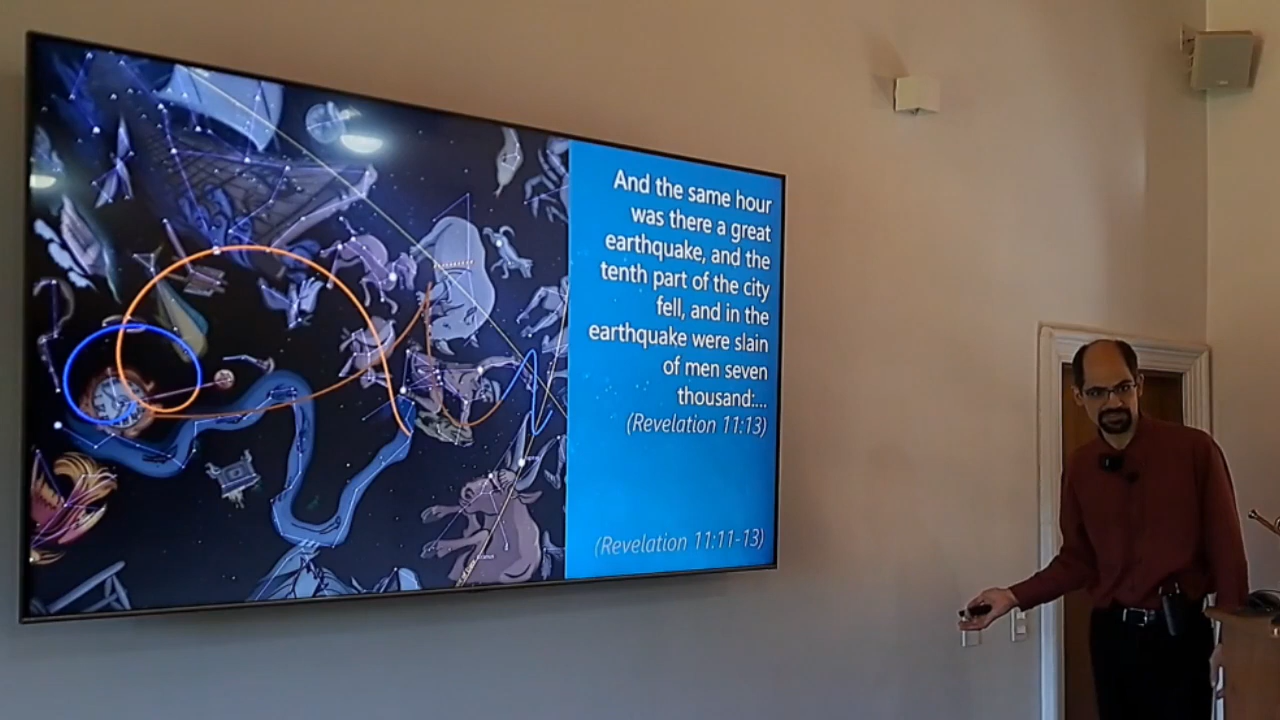 And the same hour
was there a great
earthquake, and the
tenth part of the city
fell, and in the
earthquake were slain
of men seven
thousand:...
(Revelation 11:13)
(Revelation 11:11-13)